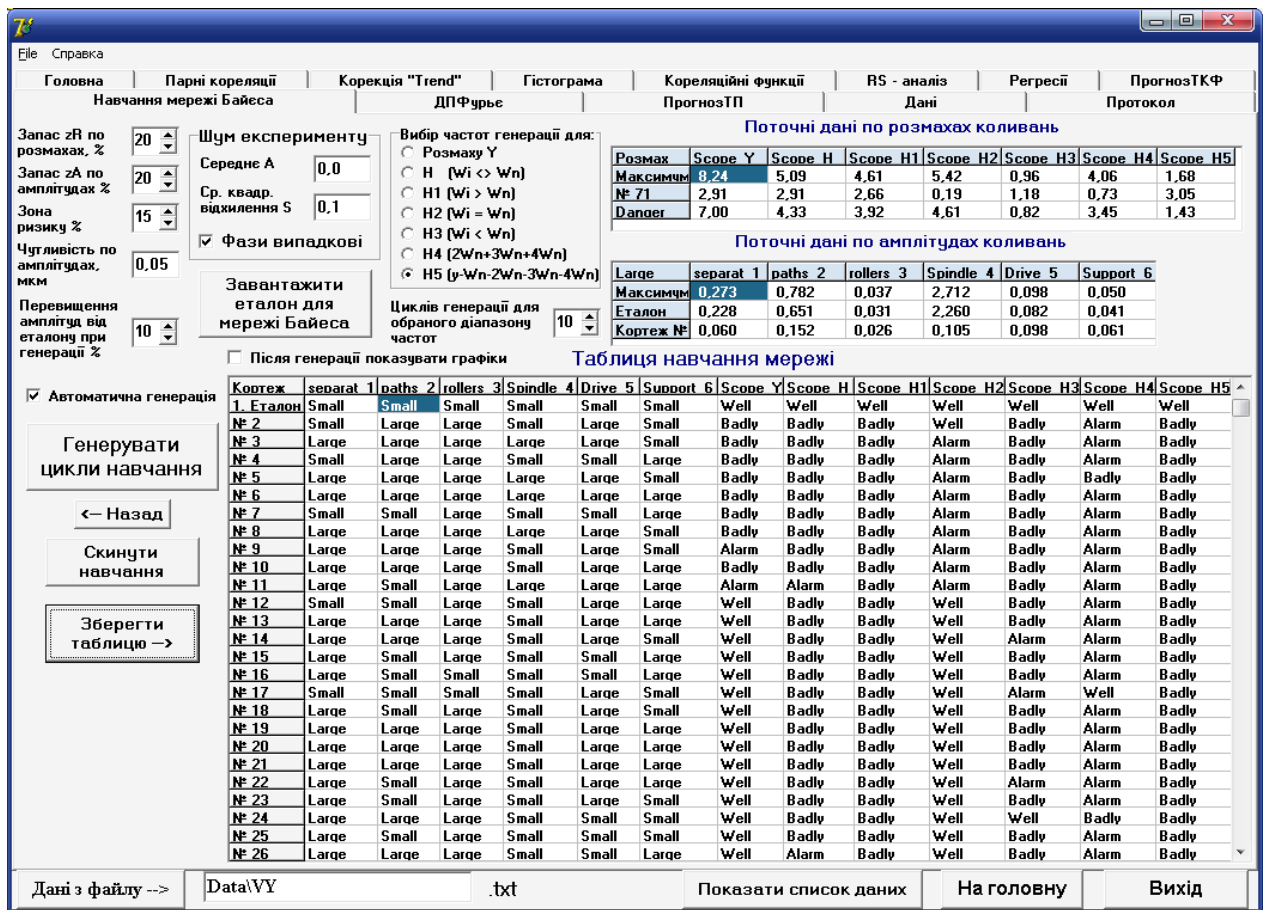 File Справка
Головна Парні кореляції Корекція "Trend" Гістограма Кореляційні функції RS - аналіз Регресії ПрогнозТКФ
Навчання мережі Байєса ДПФурьє ПрогнозТП Дані Протокол
Запас zR по розмахах, % 20
Запас zA по амплітудах % 20
Зона ризику % 15
Чутливість по амплітудах, мкм 0,05
Перевищення амплітуд від еталону при генерації % 10
Шум експерименту
Середнє A 0,0
Ср. квадр. відхилення S 0,1
Фази випадкові
Завантажити еталон для мережі Байєса
Вибір частот генерації для:
Розмаху Y
H (Wi <> Wn)
H1 (Wi > Wn)
H2 (Wi = Wn)
H3 (Wi < Wn)
H4 (2Wn+3Wn+4Wn)
H5 (y-Wn-2Wn-3Wn-4Wn)
Циклів генерації для обраного діапазону частот 10
Поточні дані по розмахах коливань
Розмах Scope Y Scope H Scope H1 Scope H2 Scope H3 Scope H4 Scope H5
Максимум 8,24 5,09 4,61 5,42 0,96 4,06 1,68
№ 71 2,91 2,91 2,66 0,19 1,18 0,73 3,05
Danger 7,00 4,33 3,92 4,61 0,82 3,45 1,43
Поточні дані по амплітудах коливань
Large separat 1 paths 2 rollers 3 Spindle 4 Drive 5 Support 6
Максимум 0,273 0,782 0,037 2,712 0,098 0,050
Еталон 0,228 0,651 0,031 2,260 0,082 0,041
Кортеж № 0,060 0,152 0,026 0,105 0,098 0,061
Після генерації показувати графіки
Таблиця навчання мережі
Автоматична генерація
Генерувати цикли навчання
<-- Назад
Скинути навчання
Зберегти таблицю -->
Кортеж separat 1 paths 2 rollers 3 Spindle 4 Drive 5 Support 6 Scope Y Scope H Scope H1 Scope H2 Scope H3 Scope H4 Scope H5
1. Еталон Small Small Small Small Small Small Well Well Well Well Well Well Well
№ 2 Small Large Large Small Large Small Badly Badly Badly Well Badly Alarm Badly
№ 3 Large Large Large Large Large Small Badly Badly Badly Alarm Badly Alarm Badly
№ 4 Small Large Large Small Small Large Badly Badly Badly Alarm Badly Alarm Badly
№ 5 Large Large Large Small Large Small Badly Badly Badly Alarm Badly Badly Badly
№ 6 Large Large Large Small Large Large Badly Badly Badly Alarm Badly Alarm Badly
№ 7 Small Small Large Small Small Large Badly Badly Badly Alarm Badly Alarm Badly
№ 8 Large Large Large Large Large Small Badly Badly Badly Alarm Badly Alarm Badly
№ 9 Large Large Large Small Large Small Alarm Badly Badly Alarm Badly Alarm Badly
№ 10 Large Large Large Small Large Large Badly Badly Badly Alarm Badly Alarm Badly
№ 11 Large Small Large Large Large Large Alarm Alarm Badly Alarm Badly Alarm Badly
№ 12 Small Small Large Small Large Large Well Badly Badly Well Badly Alarm Badly
№ 13 Large Large Large Small Large Large Well Badly Badly Well Badly Alarm Badly
№ 14 Large Large Large Small Large Small Well Badly Badly Well Alarm Alarm Badly
№ 15 Large Small Large Small Small Large Well Badly Badly Well Badly Alarm Badly
№ 16 Large Small Small Small Small Large Well Badly Badly Well Badly Alarm Badly
№ 17 Small Small Large Small Large Small Well Badly Badly Well Alarm Well Badly
№ 18 Large Small Large Small Large Small Well Badly Badly Well Badly Alarm Badly
№ 19 Large Large Large Small Large Large Well Badly Badly Well Badly Alarm Badly
№ 20 Large Large Large Small Large Large Well Badly Badly Well Badly Alarm Badly
№ 21 Large Large Large Small Large Large Well Badly Badly Well Badly Alarm Badly
№ 22 Large Small Large Small Large Large Well Badly Badly Well Alarm Alarm Badly
№ 23 Large Small Large Small Large Small Well Badly Badly Well Badly Alarm Badly
№ 24 Large Large Large Small Small Small Well Badly Badly Well Well Badly Badly
№ 25 Large Small Large Small Large Small Well Badly Badly Well Badly Alarm Badly
№ 26 Large Large Large Small Small Large Well Alarm Badly Well Badly Alarm Badly
Дані з файлу --> Data\VY .txt Показати список даних На головну Вихід